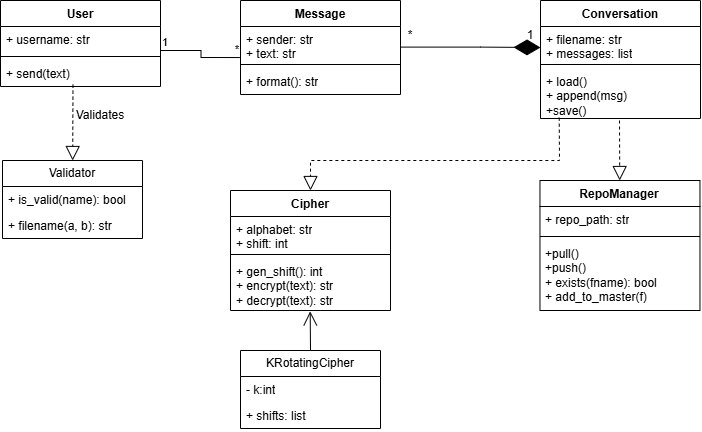 User
+ username: str
+ send(text)
1
*
Message
+ sender: str
+ text: str
+ format(): str
*
1
Conversation
+ filename: str
+ messages: list
+ load()
+ append(msg)
+save()
Validates
Validator
+ is_valid(name): bool
+ filename(a, b): str
Cipher
+ alphabet: str
+ shift: int
+ gen_shift(): int
+ encrypt(text): str
+ decrypt(text): str
RepoManager
+ repo_path: str
+pull()
+push()
+ exists(fname): bool
+ add_to_master(f)
KRotatingCipher
- k:int
+ shifts: list